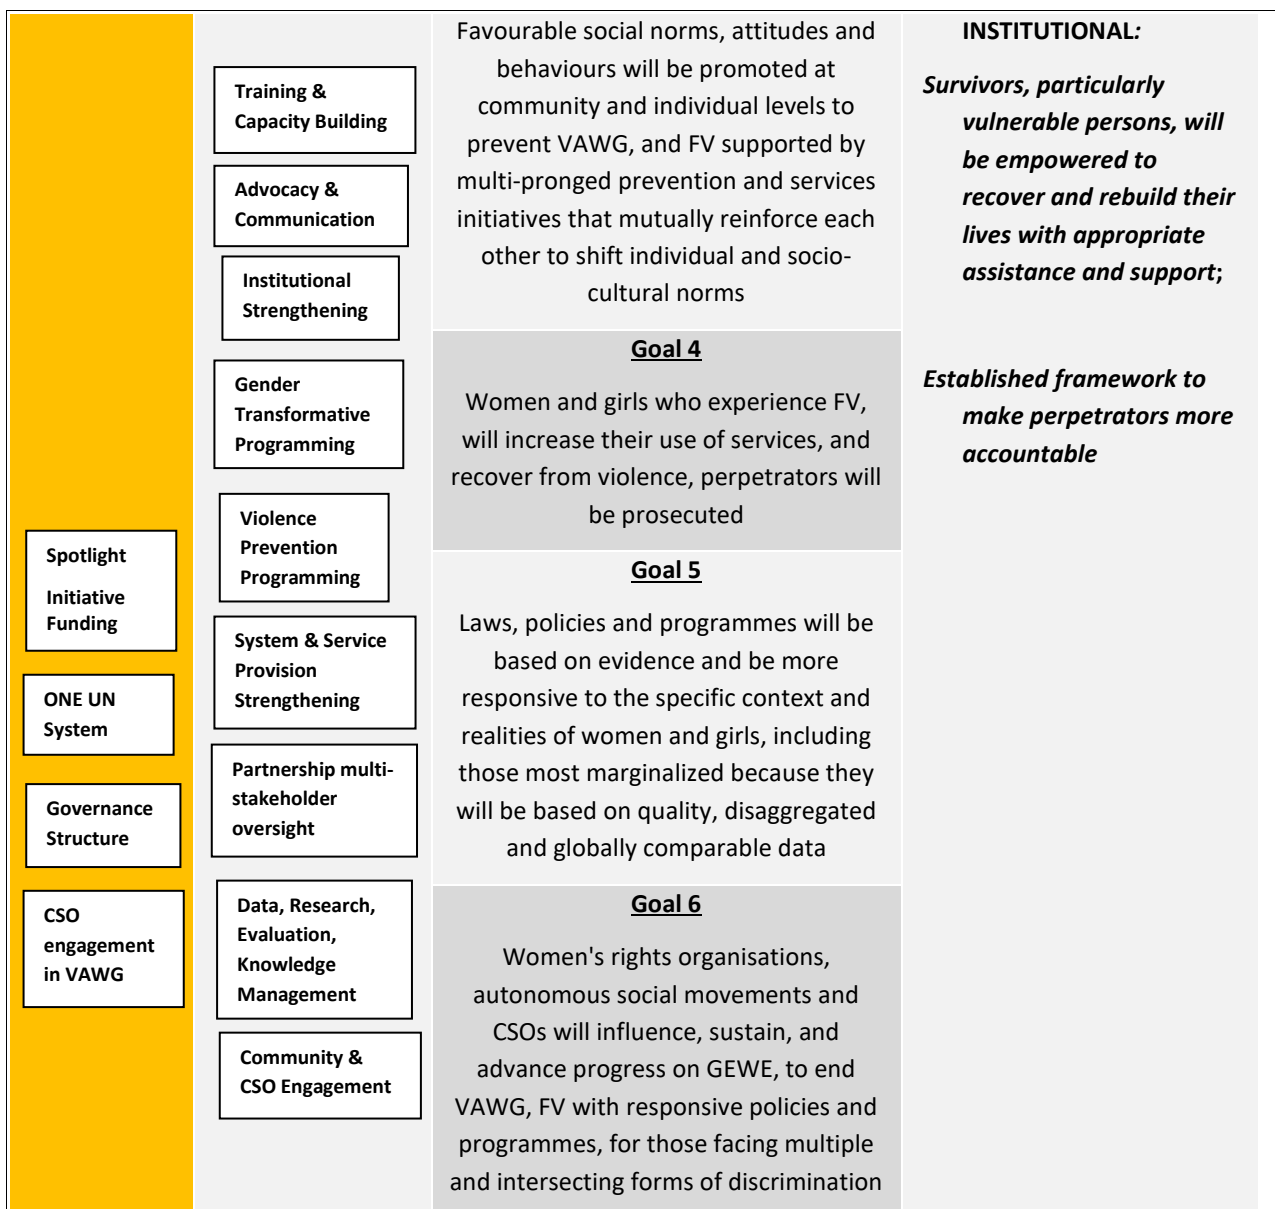 Spotlight
Initiative
Funding
ONE UN
System
Governance
Structure
CSO
engagement
in VAWG
Training &
Capacity Building
Advocacy &
Communication
Institutional
Strengthening
Gender
Transformative
Programming
Violence
Prevention
Programming
System & Service
Provision
Strengthening
Partnership multi-
stakeholder
oversight
Data, Research,
Evaluation,
Knowledge
Management
Community &
CSO Engagement
Favourable social norms, attitudes and
behaviours will be promoted at
community and individual levels to
prevent VAWG, and FV supported by
multi-pronged prevention and services
initiatives that mutually reinforce each
other to shift individual and socio-
cultural norms
Goal 4
Women and girls who experience FV,
will increase their use of services, and
recover from violence, perpetrators will
be prosecuted
Goal 5
Laws, policies and programmes will be
based on evidence and be more
responsive to the specific context and
realities of women and girls, including
those most marginalized because they
will be based on quality, disaggregated
and globally comparable data
Goal 6
Women's rights organisations,
autonomous social movements and
CSOs will influence, sustain, and
advance progress on GEWE, to end
VAWG, FV with responsive policies and
programmes, for those facing multiple
and intersecting forms of discrimination
INSTITUTIONAL:
Survivors, particularly
vulnerable persons, will
be empowered to
recover and rebuild their
lives with appropriate
assistance and support;
Established framework to
make perpetrators more
accountable